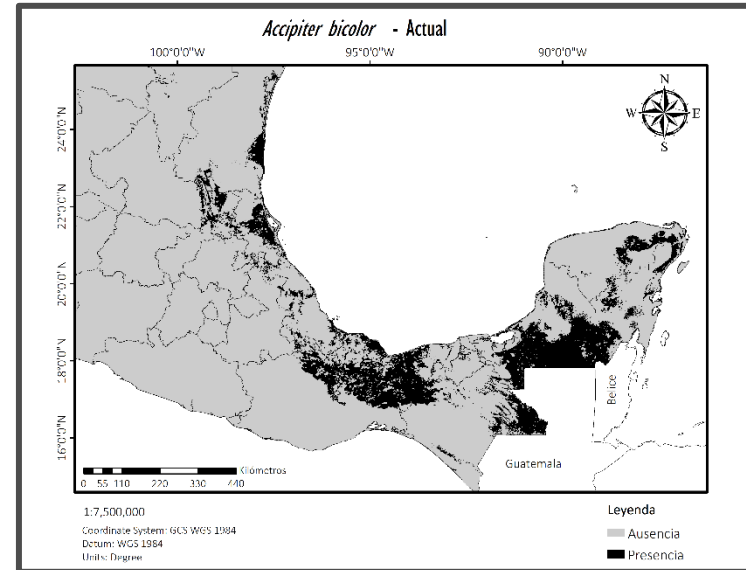 Accipiter bicolor - Actual
100°0'0"W 95°0'0"W 90°0'0"W
N
W E
S
24°0'0"N
22°0'0"N
20°0'0"N
18°0'0"N
16°0'0"N
Belice
Guatemala
Kilómetros
0 55 110 220 330 440
1:7,500,000
Coordinate System: GCS WGS 1984
Datum: WGS 1984
Units: Degree
Leyenda
Ausencia
Presencia